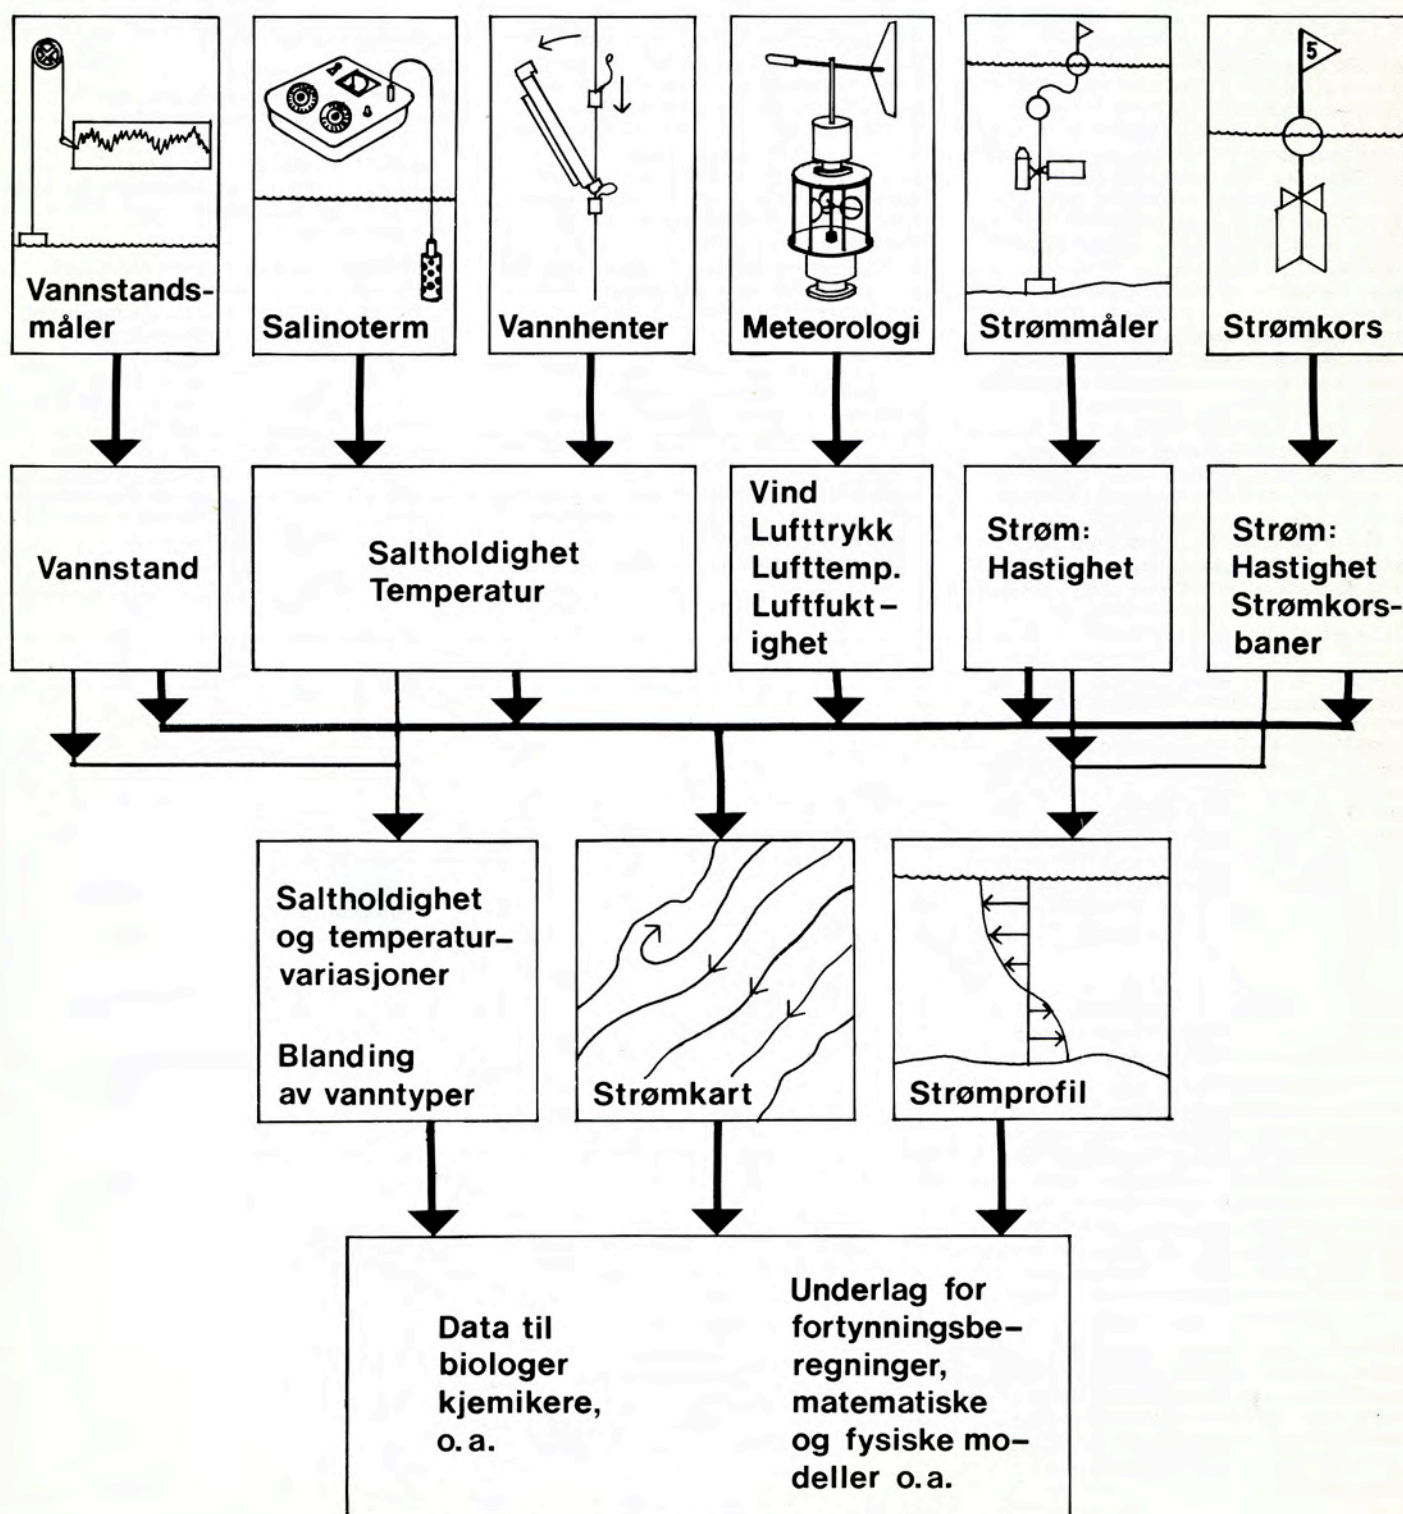 Vannstands-
måler
Salinoterm
Vannhenter
Meteorologi
Strømmåler
5
Strømkors
Vannstand
Saltholdighet
Temperatur
Vind
Lufttrykk
Lufttemp.
Luftfukt-
ighet
Strøm:
Hastighet
Strøm:
Hastighet
Strømkors-
baner
Saltholdighet
og temperatur-
variasjoner
Blanding
av vanntyper
Strømkart
Strømprofil
Data til
biologer
kjemikere,
o.a.
Underlag for
fortynningsbe-
regninger,
matematiske
og fysiske mo-
deller o.a.